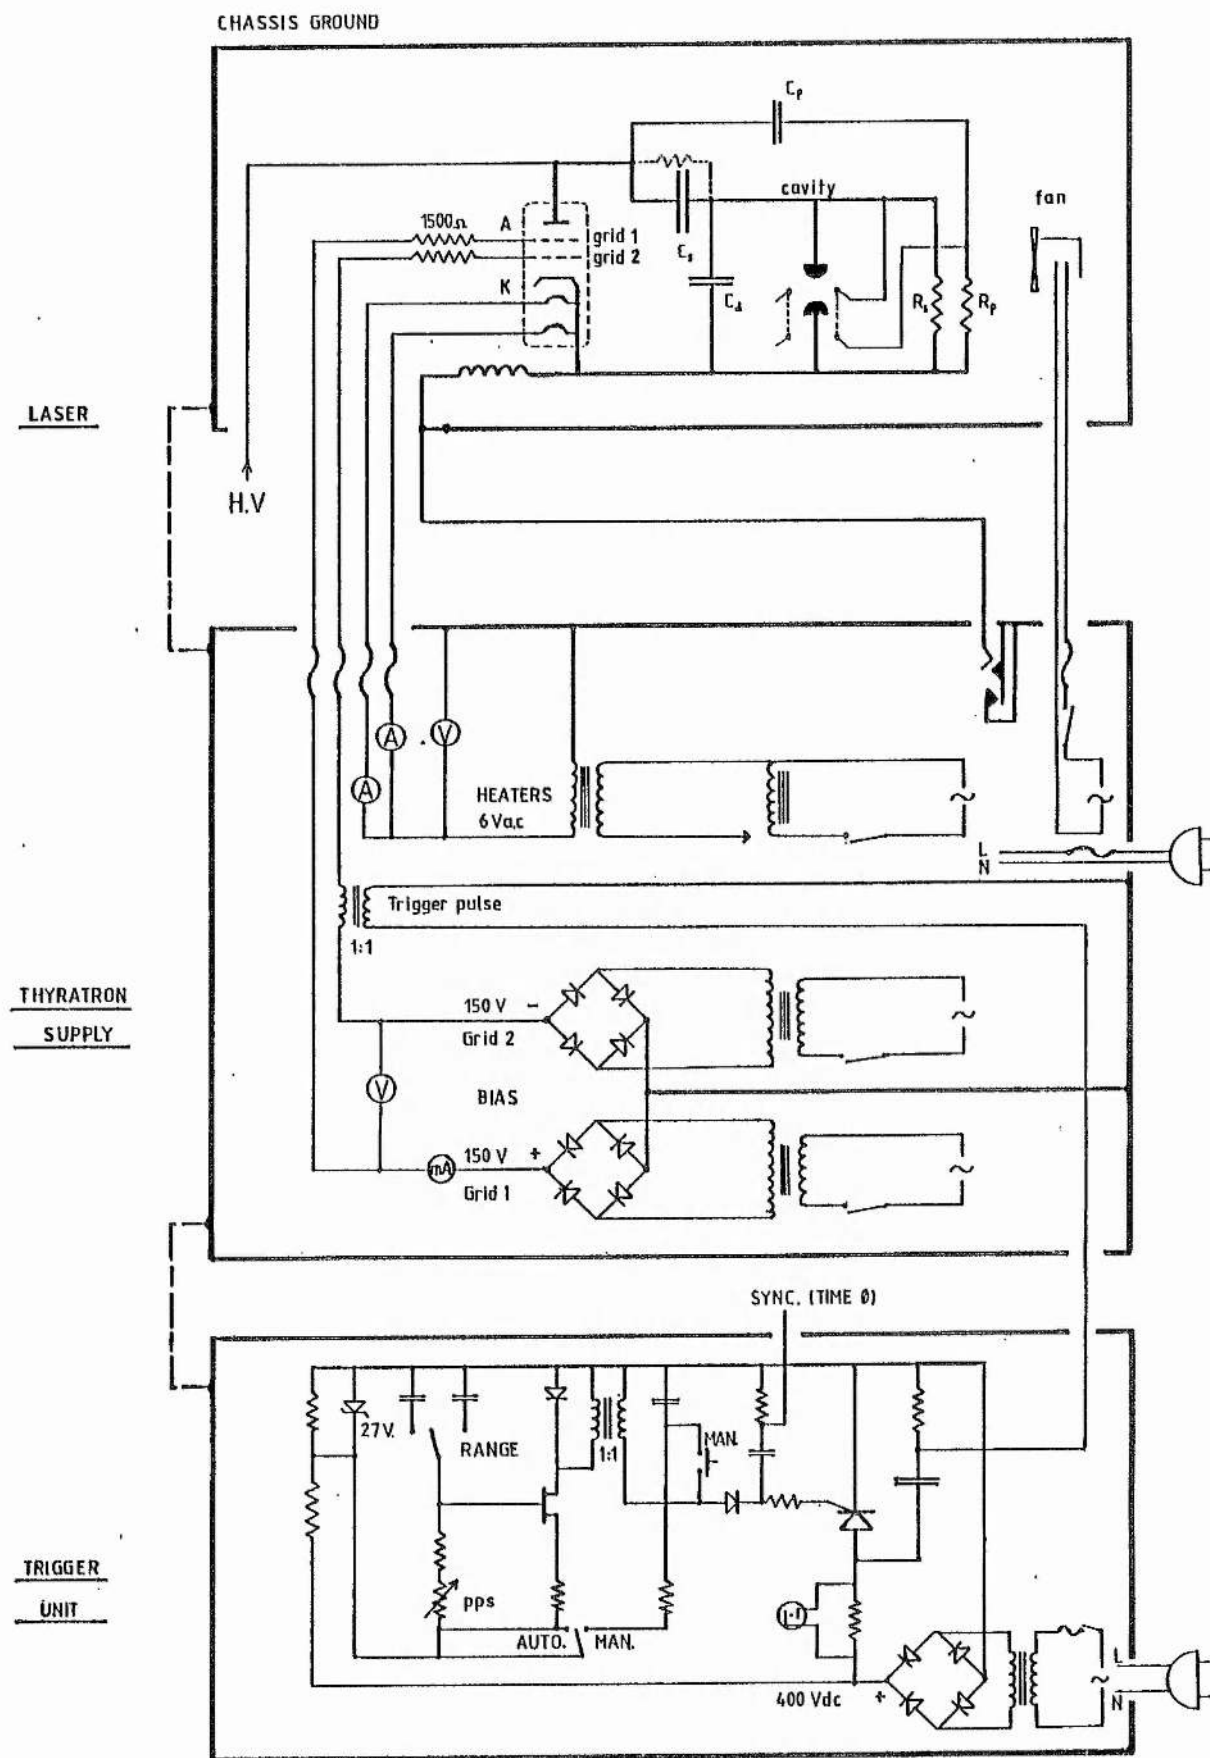 CHASSIS GROUND
Cp
cavity
fan
1500Ω
A
grid 1
grid 2
Cs
K
Cd
Rs
Rp
LASER
H.V
A
V
A
HEATERS
6 Va.c
L
N
Trigger pulse
1:1
THYRATRON
SUPPLY
150 V -
Grid 2
V
BIAS
mA
150 V +
Grid 1
SYNC. (TIME Ø)
27V.
RANGE
1:1
MAN.
TRIGGER
UNIT
pps
AUTO.
MAN.
400 Vdc +
L
N